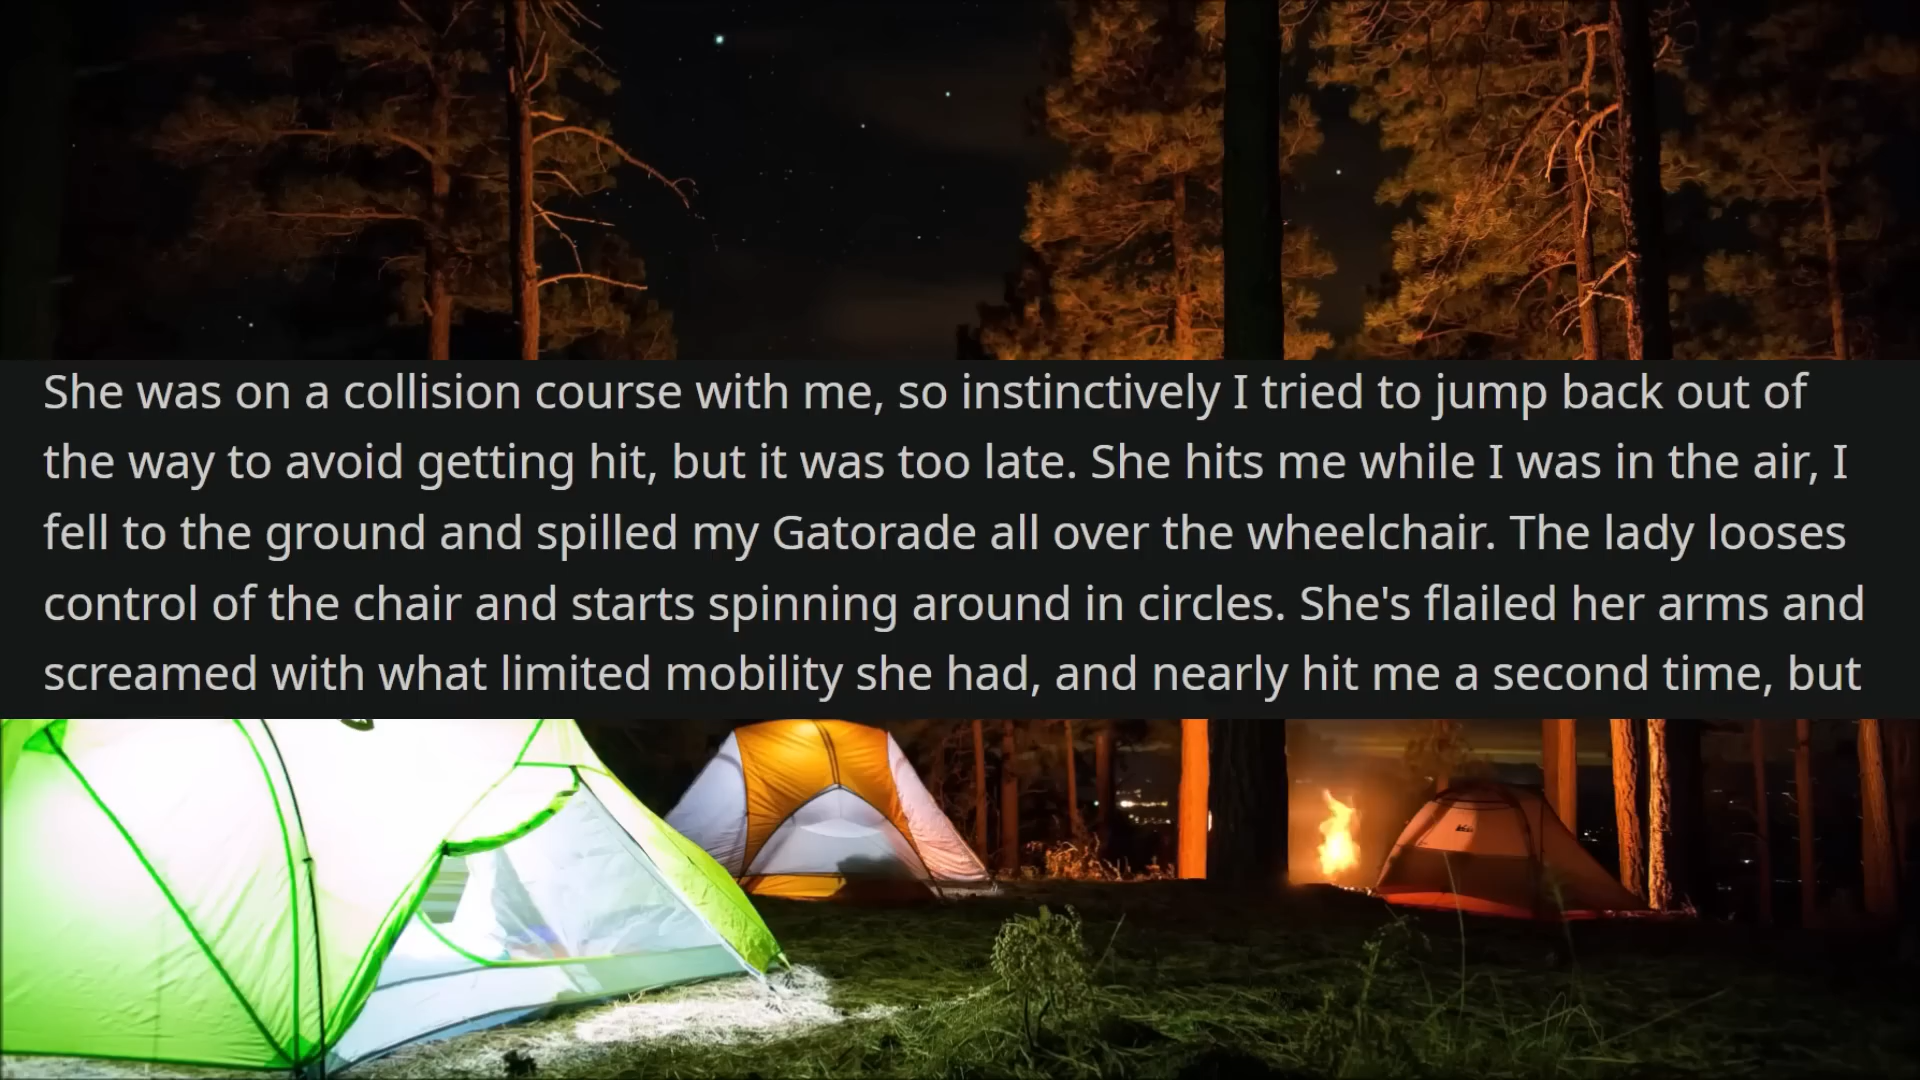 She was on a collision course with me, so instinctively I tried to jump back out of
the way to avoid getting hit, but it was too late. She hits me while I was in the air, I
fell to the ground and spilled my Gatorade all over the wheelchair. The lady looses
control of the chair and starts spinning around in circles. She's flailed her arms and
screamed with what limited mobility she had, and nearly hit me a second time, but